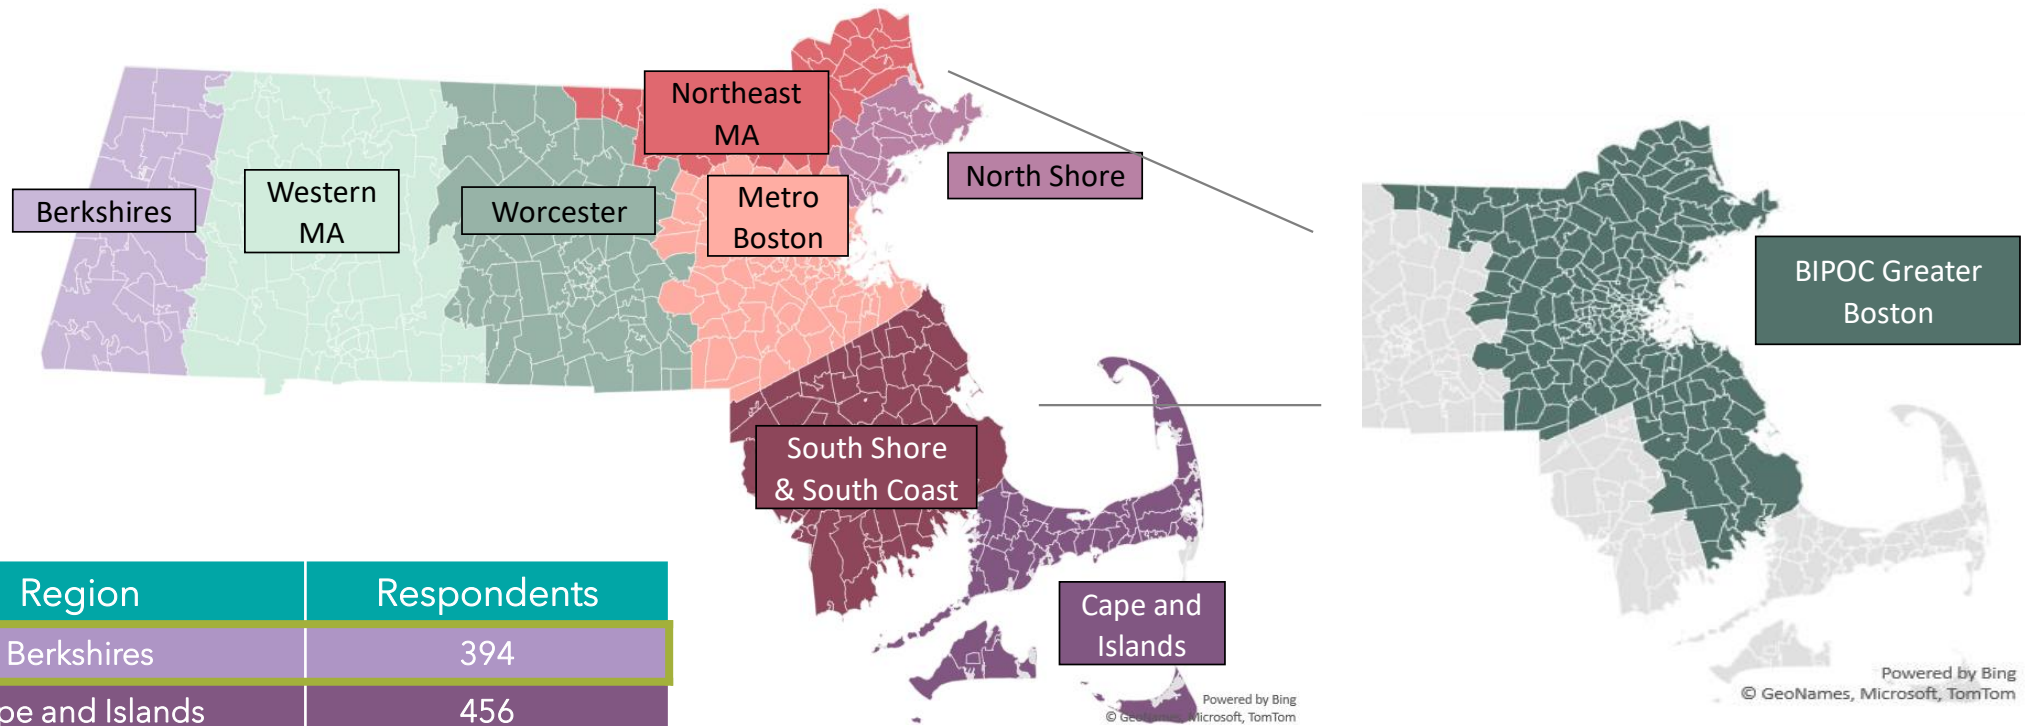 Northeast
MA
North Shore
Berkshires
Western
MA
Worcester
Metro
Boston
BIPOC Greater
Boston
South Shore
& South Coast
Cape and
Islands
Region Respondents
Berkshires 394
and Islands 456
Powered by Bing
© GeoNames, Microsoft, TomTom
Powered by Bing
© GeoNames, Microsoft, TomTom